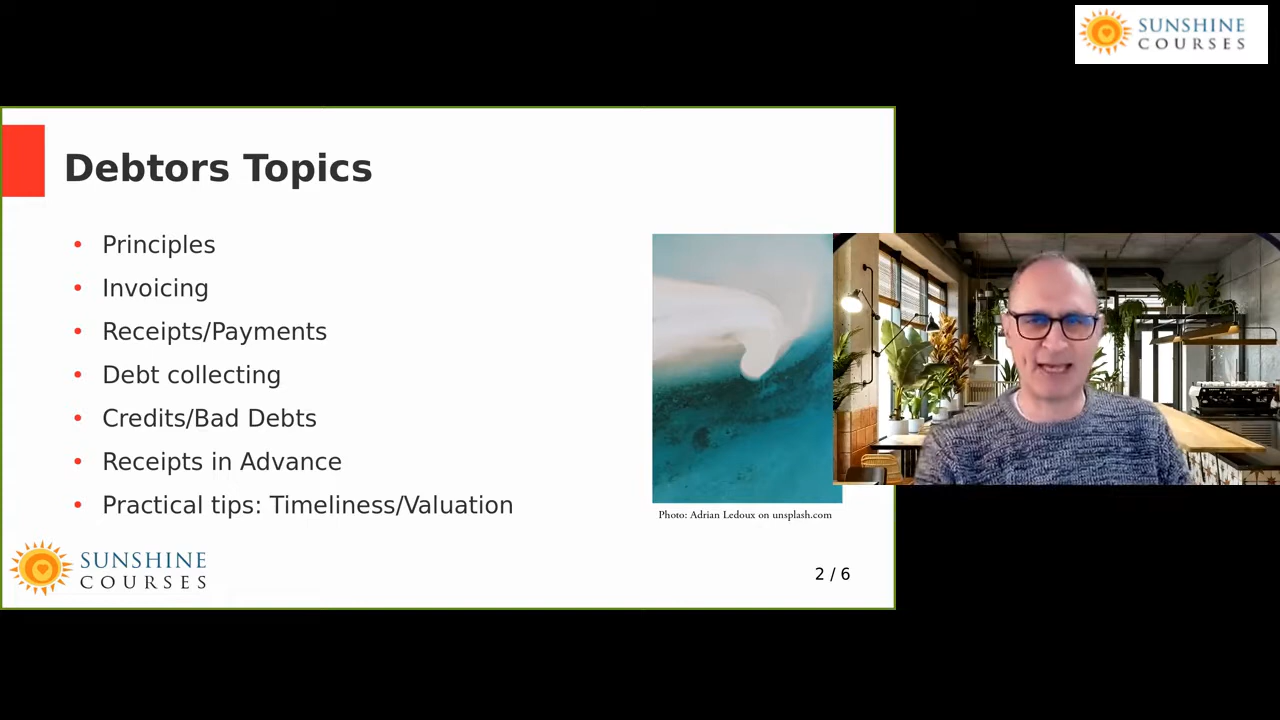 SUNSHINE
COURSES
Debtors Topics
• Principles
• Invoicing
• Receipts/Payments
• Debt collecting
• Credits/Bad Debts
• Receipts in Advance
• Practical tips: Timeliness/Valuation
Photo: Adrian Ledoux on unsplash.com
SUNSHINE
COURSES
2 / 6